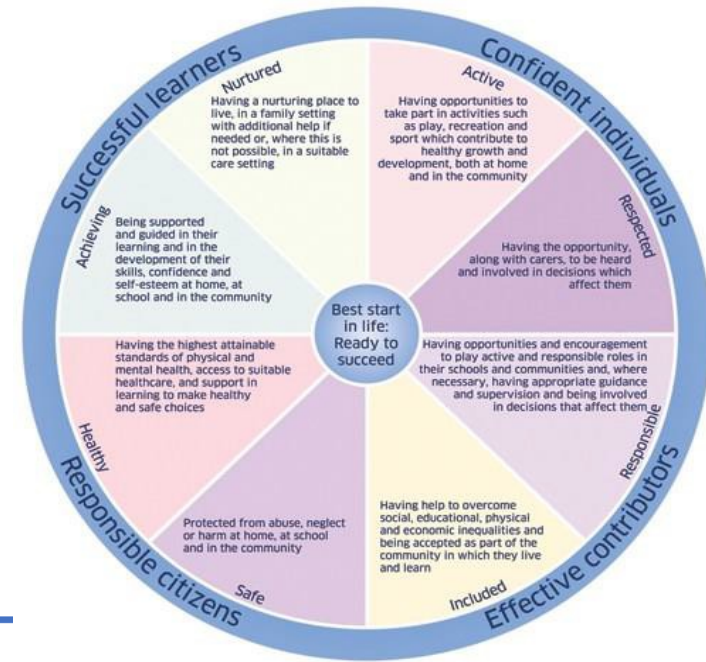 Successful learners
Confident individuals
Nurtured
Having a nurturing place to
live, in a family setting
with additional help if
needed or, where this is
not possible, in a suitable
care setting
Active
Having opportunities to
take part in activities such
as play, recreation and
sport which contribute to
healthy growth and
development, both at home
and in the community
Achieving
Being supported
and guided in their
learning and in the
development of their
skills, confidence and
self-esteem at home, at
school and in the community
Respected
Having the opportunity,
along with carers, to be heard
and involved in decisions which
affect them
Best start
in life:
Ready to
succeed
Having the highest attainable
standards of physical and
mental health, access to suitable
healthcare, and support in
learning to make healthy
and safe choices
Healthy
Having opportunities and encouragement
to play active and responsible roles in
their schools and communities and, where
necessary, having appropriate guidance
and supervision and being involved
in decisions that affect them
Responsible
Protected from abuse, neglect
or harm at home, at school
and in the community
Safe
Having help to overcome
social, educational, physical
and economic inequalities and
being accepted as part of the
community in which they live
and learn
Included
Responsible citizens
Effective contributors